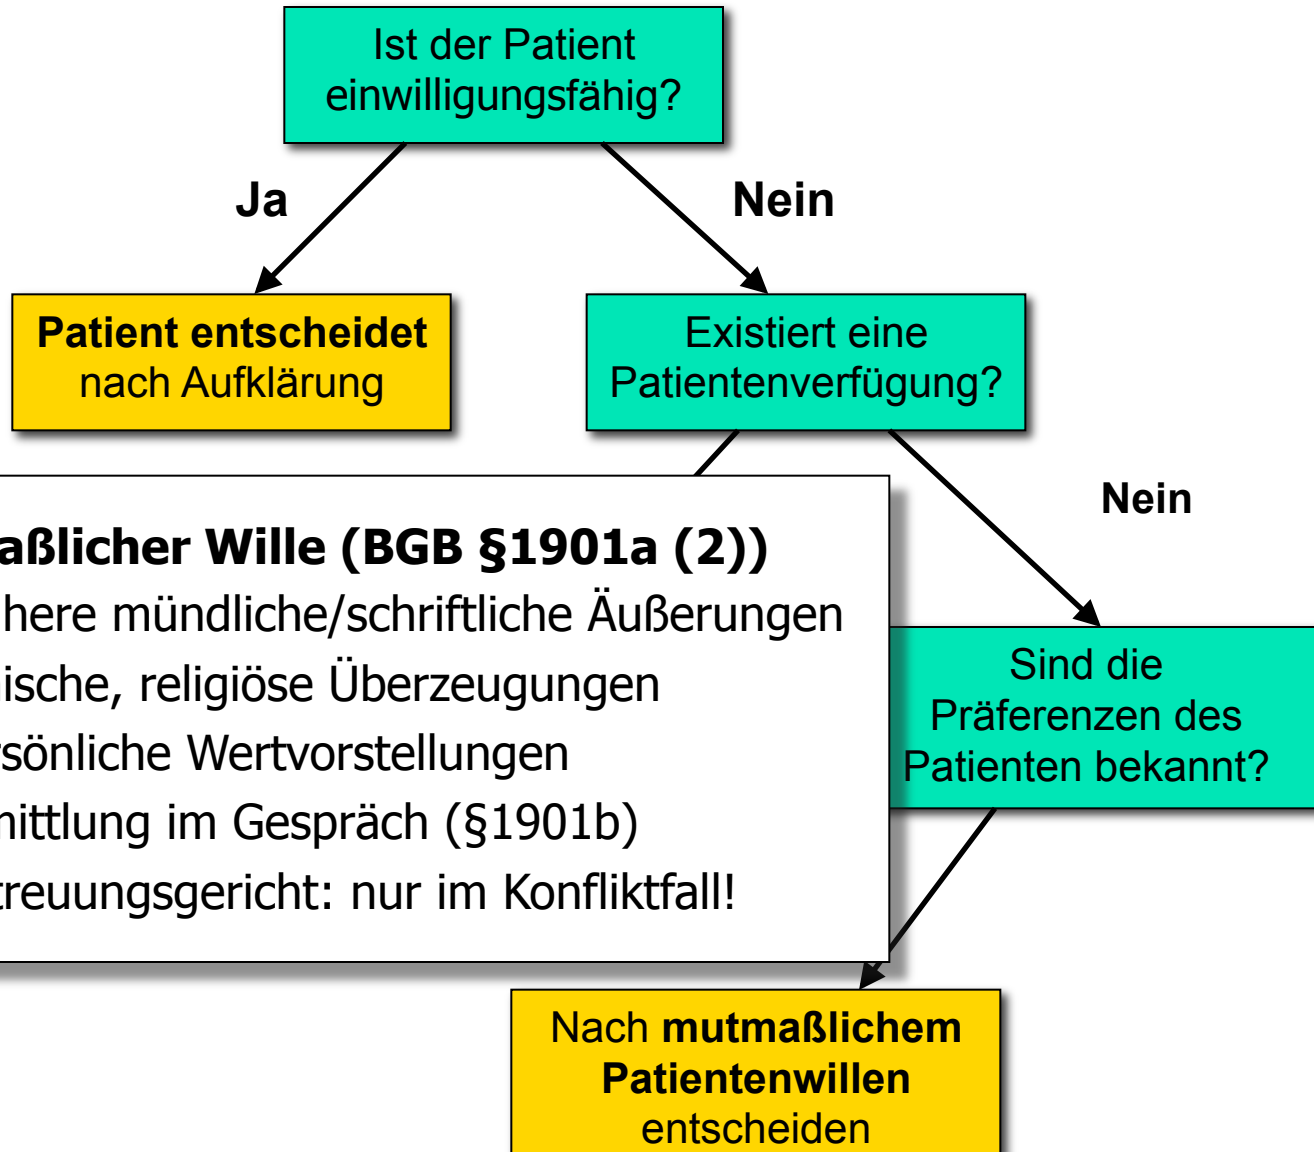 Ist der Patient
einwilligungsfähig?
Ja
Nein
Patient entscheidet
nach Aufklärung
Existiert eine
Patientenverfügung?
Nein
aßlicher Wille (BGB §1901a (2))
here mündliche/schriftliche Äußerungen
ische, religiöse Überzeugungen
rsönliche Wertvorstellungen
mittlung im Gespräch (§1901b)
treuungsgericht: nur im Konfliktfall!
Sind die
Präferenzen des
Patienten bekannt?
Nach mutmaßlichem
Patientenwillen
entscheiden